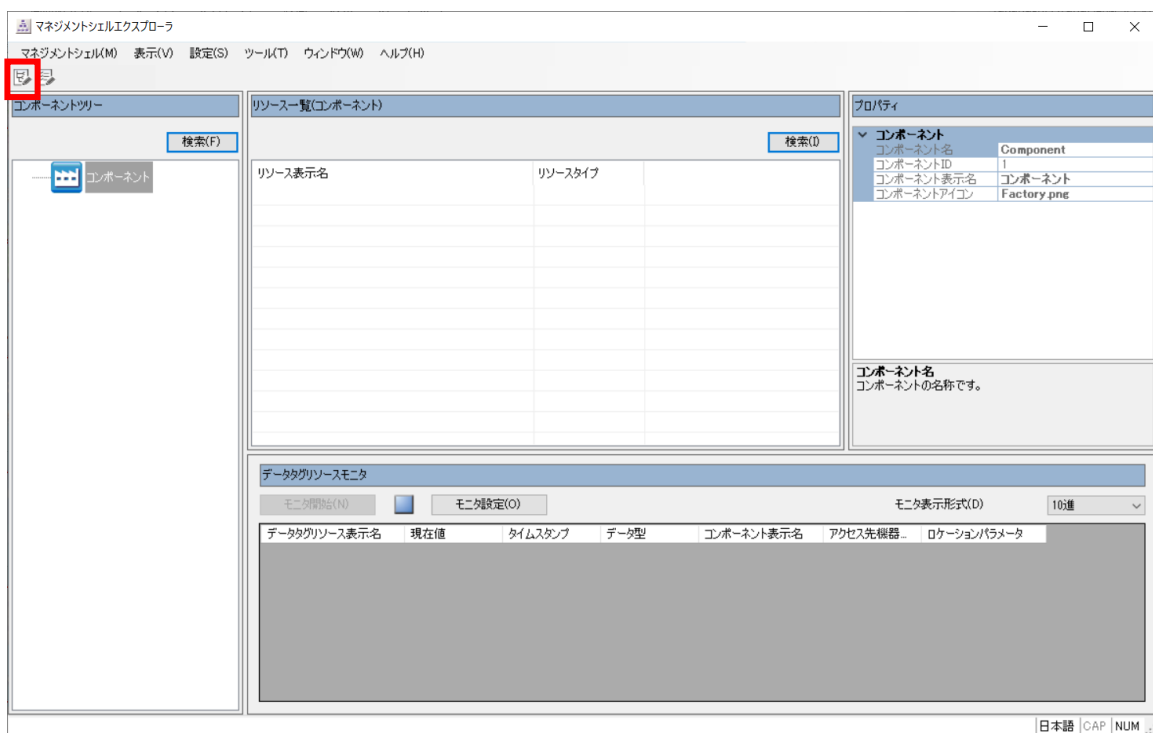 マネジメントシェルエクスプローラ
マネジメントシェル(M) 表示(V) 設定(S) ツール(T) ウィンドウ(W) ヘルプ(H)
コンポーネントツリー
検索(F)
コンポーネント
リソース一覧(コンポーネント)
検索(I)
リソース表示名 リソースタイプ
プロパティ
コンポーネント
コンポーネント名 Component
コンポーネントID 1
コンポーネント表示名 コンポーネント
コンポーネントアイコン Factory.png
コンポーネント名
コンポーネントの名称です。
データタグリソースモニタ
モニタ開始(N) モニタ設定(O) モニタ表示形式(D) 10進
データタグリソース表示名 現在値 タイムスタンプ データ型 コンポーネント表示名 アクセス先機器... ロケーションパラメータ
日本語 CAP NUM